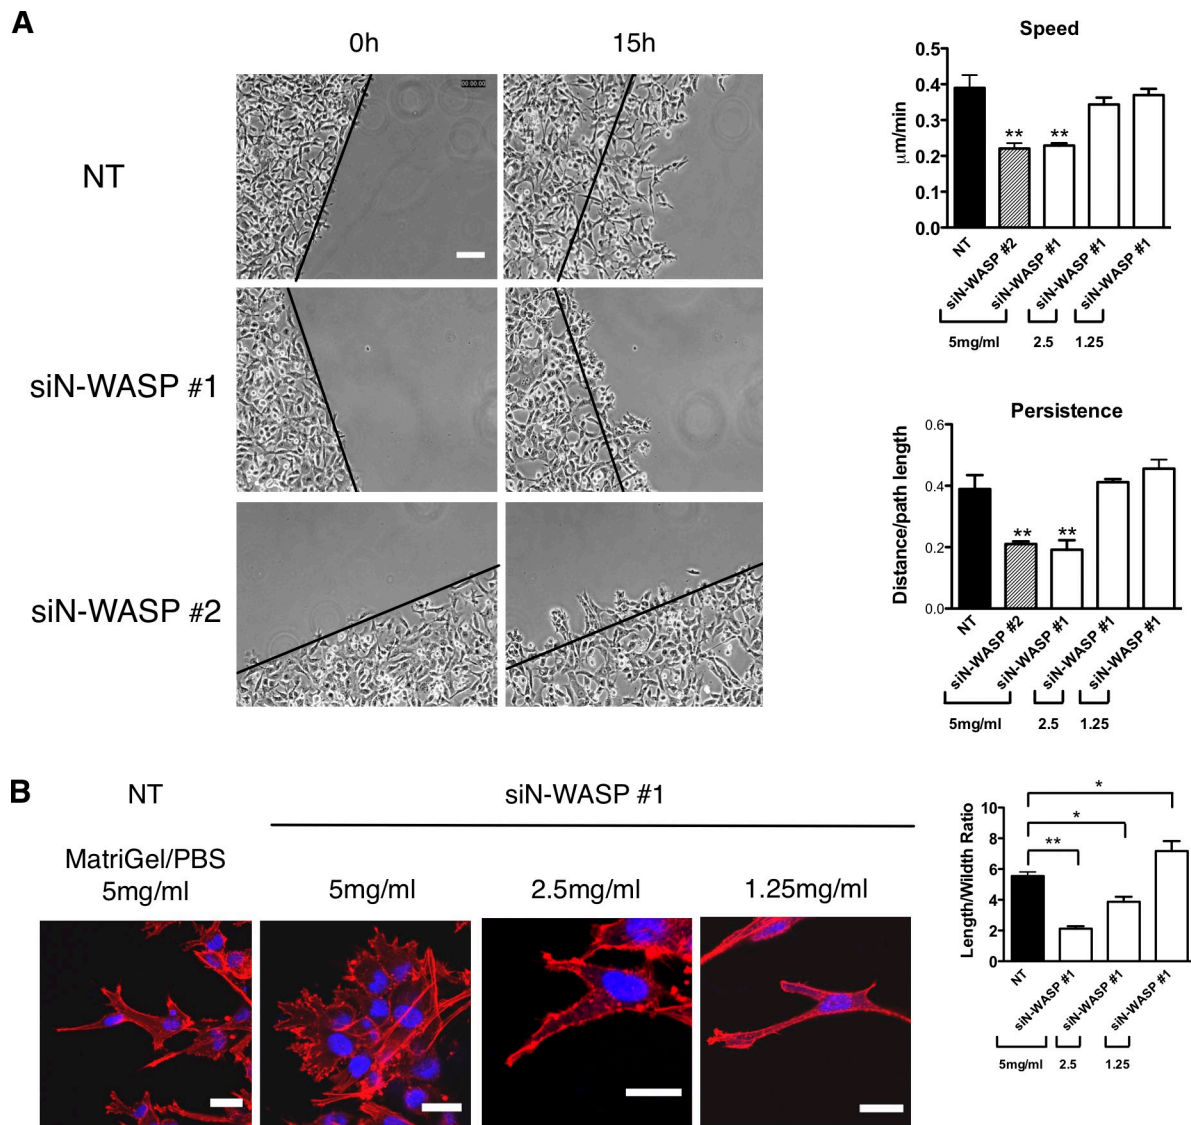 A
0h
15h
NT
siN-WASP #1
siN-WASP #2
00:00:00
Speed
µm/min
0.5
0.4
0.3
0.2
0.1
0.0
**
**
NT
siN-WASP #2
siN-WASP #1
siN-WASP #1
siN-WASP #1
5mg/ml
2.5
1.25
Persistence
Distance/path length
0.6
0.4
0.2
0.0
**
**
NT
siN-WASP #2
siN-WASP #1
siN-WASP #1
siN-WASP #1
5mg/ml
2.5
1.25
B
NT
siN-WASP #1
MatriGel/PBS
5mg/ml
5mg/ml
2.5mg/ml
1.25mg/ml
Length/Wildth Ratio
10
8
6
4
2
0
*
*
**
NT
siN-WASP #1
siN-WASP #1
siN-WASP #1
5mg/ml
2.5
1.25